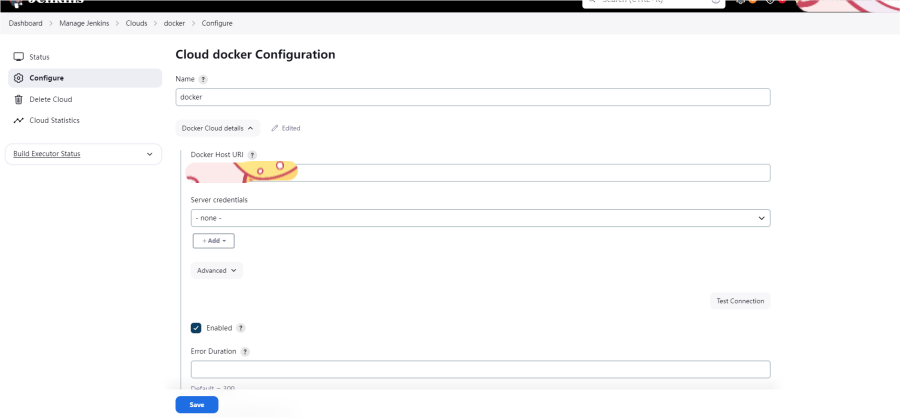 Jenkins
Search (CTRL+K)
Dashboard > Manage Jenkins > Clouds > docker > Configure
Status
Configure
Delete Cloud
Cloud Statistics
Build Executor Status
Cloud docker Configuration
Name ?
docker
Docker Cloud details
Edited
Docker Host URI ?
Server credentials
- none -
+ Add
Advanced
Test Connection
Enabled ?
Error Duration ?
Default = 300
Save